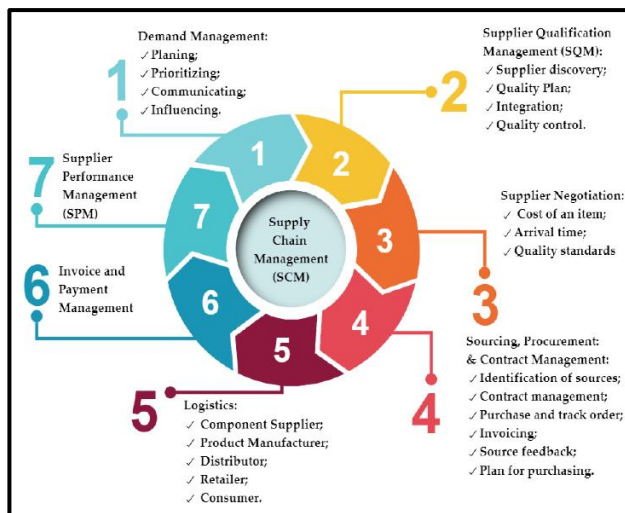 Demand Management:
✓ Planing;
✓ Prioritizing;
✓ Communicating;
✓ Influencing.
1
Supplier Qualification
Management (SQM):
✓ Supplier discovery;
✓ Quality Plan;
✓ Integration;
✓ Quality control.
2
Supplier Negotiation:
✓ Cost of an item;
✓ Arrival time;
✓ Quality standards
3
Sourcing, Procurement:
& Contract Management:
✓ Identification of sources;
✓ Contract management;
✓ Purchase and track order;
✓ Invoicing;
✓ Source feedback;
✓ Plan for purchasing.
4
Logistics:
✓ Component Supplier;
✓ Product Manufacturer;
✓ Distributor;
✓ Retailer;
✓ Consumer.
5
Invoice and
Payment
Management
6
Supplier
Performance
Management
(SPM)
7
1
2
3
4
5
6
7
Supply
Chain
Management
(SCM)